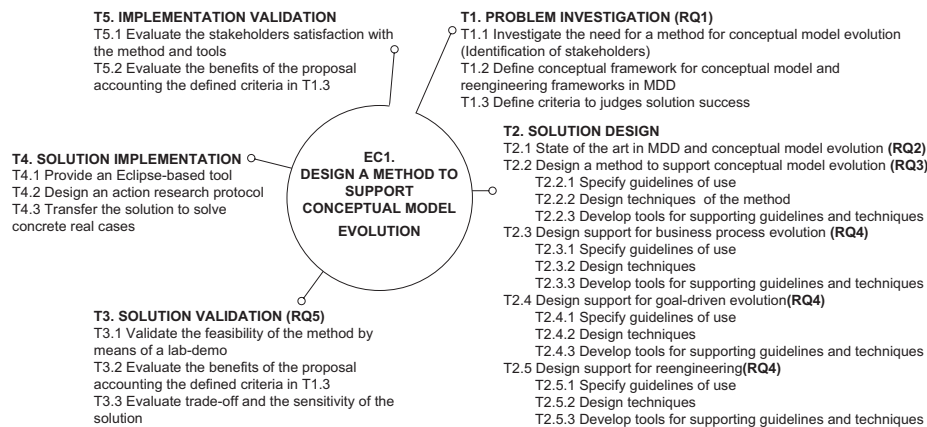 T5. IMPLEMENTATION VALIDATION
T5.1 Evaluate the stakeholders satisfaction with
the method and tools
T5.2 Evaluate the benefits of the proposal
accounting the defined criteria in T1.3
T1. PROBLEM INVESTIGATION (RQ1)
T1.1 Investigate the need for a method for conceptual model evolution
(Identification of stakeholders)
T1.2 Define conceptual framework for conceptual model and
reengineering frameworks in MDD
T1.3 Define criteria to judges solution success
T4. SOLUTION IMPLEMENTATION
T4.1 Provide an Eclipse-based tool
T4.2 Design an action research protocol
T4.3 Transfer the solution to solve
concrete real cases
EC1.
DESIGN A METHOD TO
SUPPORT
CONCEPTUAL MODEL
EVOLUTION
T2. SOLUTION DESIGN
T2.1 State of the art in MDD and conceptual model evolution (RQ2)
T2.2 Design a method to support conceptual model evolution (RQ3)
T2.2.1 Specify guidelines of use
T2.2.2 Design techniques of the method
T2.2.3 Develop tools for supporting guidelines and techniques
T2.3 Design support for business process evolution (RQ4)
T2.3.1 Specify guidelines of use
T2.3.2 Design techniques
T2.3.3 Develop tools for supporting guidelines and techniques
T2.4 Design support for goal-driven evolution(RQ4)
T2.4.1 Specify guidelines of use
T2.4.2 Design techniques
T2.4.3 Develop tools for supporting guidelines and techniques
T2.5 Design support for reengineering(RQ4)
T2.5.1 Specify guidelines of use
T2.5.2 Design techniques
T2.5.3 Develop tools for supporting guidelines and techniques
T3. SOLUTION VALIDATION (RQ5)
T3.1 Validate the feasibility of the method by
means of a lab-demo
T3.2 Evaluate the benefits of the proposal
accounting the defined criteria in T1.3
T3.3 Evaluate trade-off and the sensitivity of the
solution